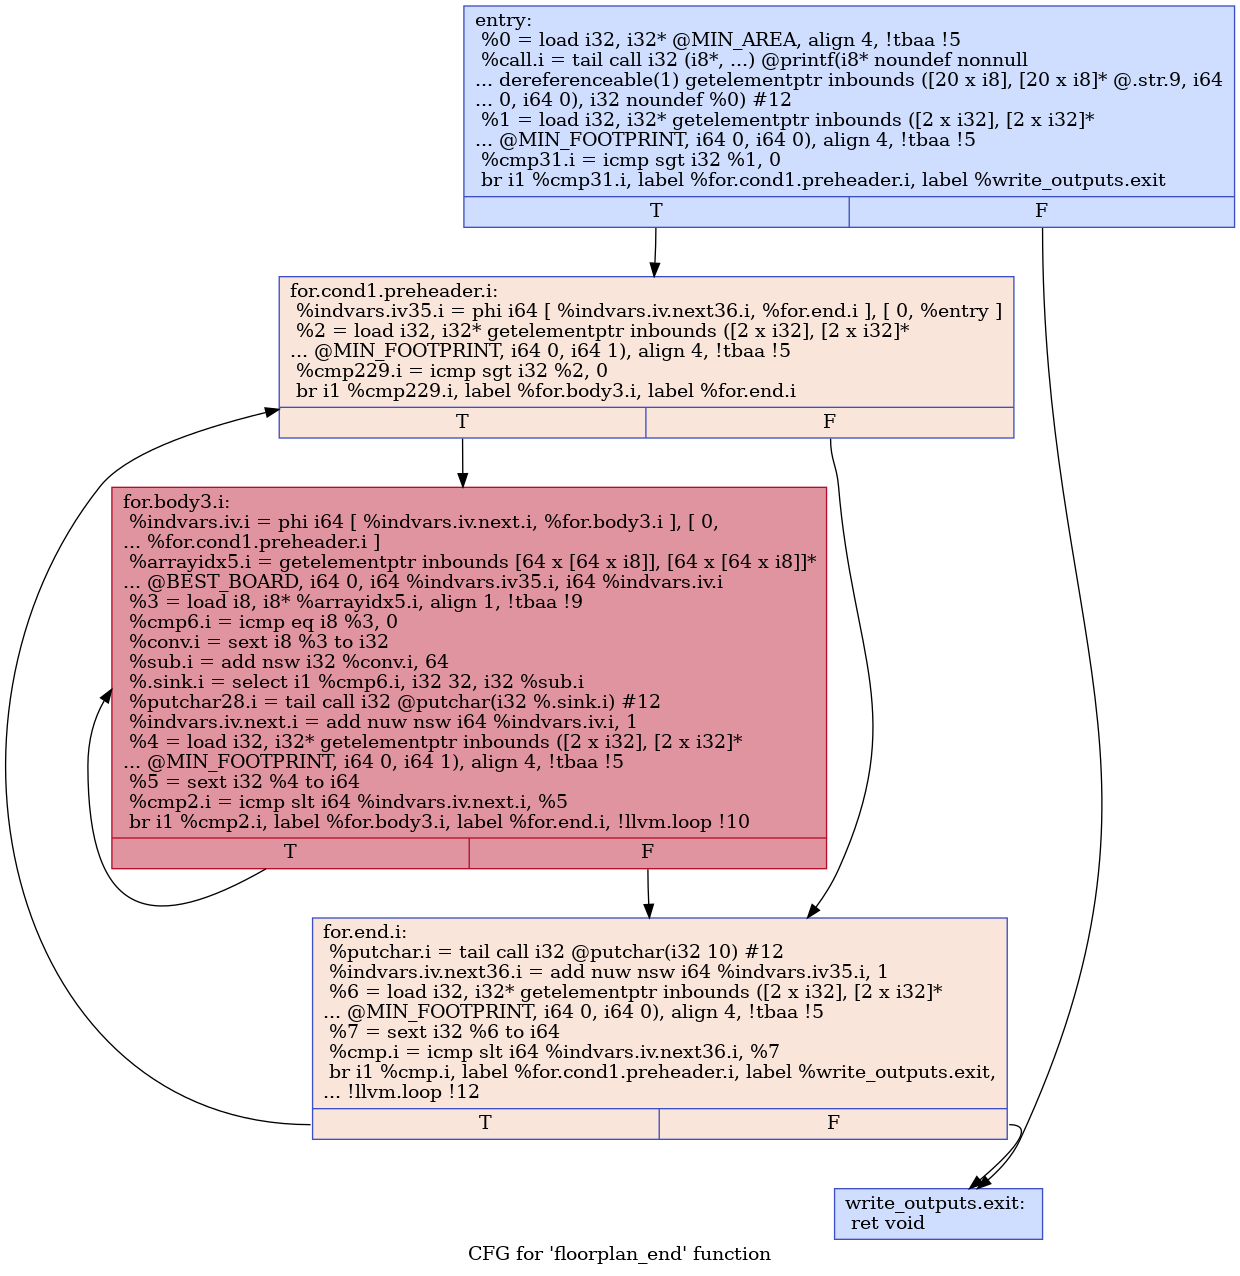 entry:
%0 = load i32, i32* @MIN_AREA, align 4, !tbaa !5
%call.i = tail call i32 (i8*, ...) @printf(i8* noundef nonnull
... dereferenceable(1) getelementptr inbounds ([20 x i8], [20 x i8]* @.str.9, i64
... 0, i64 0), i32 noundef %0) #12
%1 = load i32, i32* getelementptr inbounds ([2 x i32], [2 x i32]*
... @MIN_FOOTPRINT, i64 0, i64 0), align 4, !tbaa !5
%cmp31.i = icmp sgt i32 %1, 0
br i1 %cmp31.i, label %for.cond1.preheader.i, label %write_outputs.exit
T F
for.cond1.preheader.i:
%indvars.iv35.i = phi i64 [ %indvars.iv.next36.i, %for.end.i ], [ 0, %entry ]
%2 = load i32, i32* getelementptr inbounds ([2 x i32], [2 x i32]*
... @MIN_FOOTPRINT, i64 0, i64 1), align 4, !tbaa !5
%cmp229.i = icmp sgt i32 %2, 0
br i1 %cmp229.i, label %for.body3.i, label %for.end.i
T F
for.body3.i:
%indvars.iv.i = phi i64 [ %indvars.iv.next.i, %for.body3.i ], [ 0,
... %for.cond1.preheader.i ]
%arrayidx5.i = getelementptr inbounds [64 x [64 x i8]], [64 x [64 x i8]]*
... @BEST_BOARD, i64 0, i64 %indvars.iv35.i, i64 %indvars.iv.i
%3 = load i8, i8* %arrayidx5.i, align 1, !tbaa !9
%cmp6.i = icmp eq i8 %3, 0
%conv.i = sext i8 %3 to i32
%sub.i = add nsw i32 %conv.i, 64
%.sink.i = select i1 %cmp6.i, i32 32, i32 %sub.i
%putchar28.i = tail call i32 @putchar(i32 %.sink.i) #12
%indvars.iv.next.i = add nuw nsw i64 %indvars.iv.i, 1
%4 = load i32, i32* getelementptr inbounds ([2 x i32], [2 x i32]*
... @MIN_FOOTPRINT, i64 0, i64 1), align 4, !tbaa !5
%5 = sext i32 %4 to i64
%cmp2.i = icmp slt i64 %indvars.iv.next.i, %5
br i1 %cmp2.i, label %for.body3.i, label %for.end.i, !llvm.loop !10
T F
for.end.i:
%putchar.i = tail call i32 @putchar(i32 10) #12
%indvars.iv.next36.i = add nuw nsw i64 %indvars.iv35.i, 1
%6 = load i32, i32* getelementptr inbounds ([2 x i32], [2 x i32]*
... @MIN_FOOTPRINT, i64 0, i64 0), align 4, !tbaa !5
%7 = sext i32 %6 to i64
%cmp.i = icmp slt i64 %indvars.iv.next36.i, %7
br i1 %cmp.i, label %for.cond1.preheader.i, label %write_outputs.exit,
... !llvm.loop !12
T F
write_outputs.exit:
ret void
CFG for 'floorplan_end' function